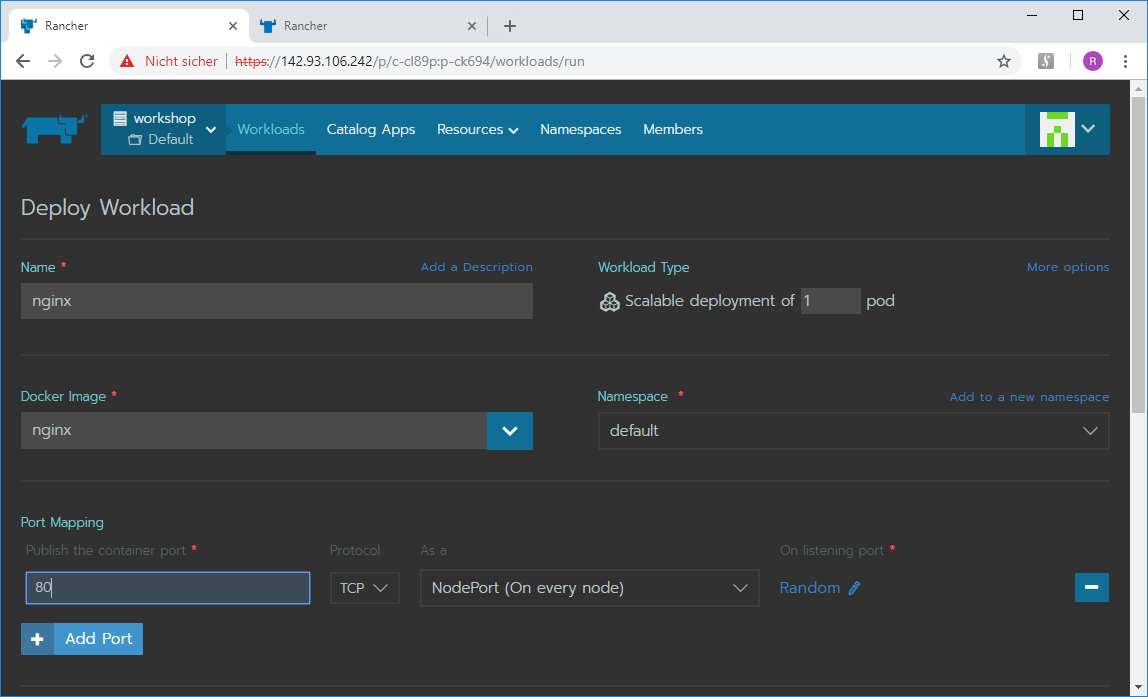 Rancher
Rancher
Nicht sicher https://142.93.106.242/p/c-cl89p:p-ck694/workloads/run
R
workshop
Default
Workloads Catalog Apps Resources Namespaces Members
Deploy Workload
Name * Add a Description
nginx
Workload Type More options
Scalable deployment of 1 pod
Docker Image *
nginx
Namespace * Add to a new namespace
default
Port Mapping
Publish the container port * Protocol As a On listening port *
80 TCP NodePort (On every node) Random
Add Port